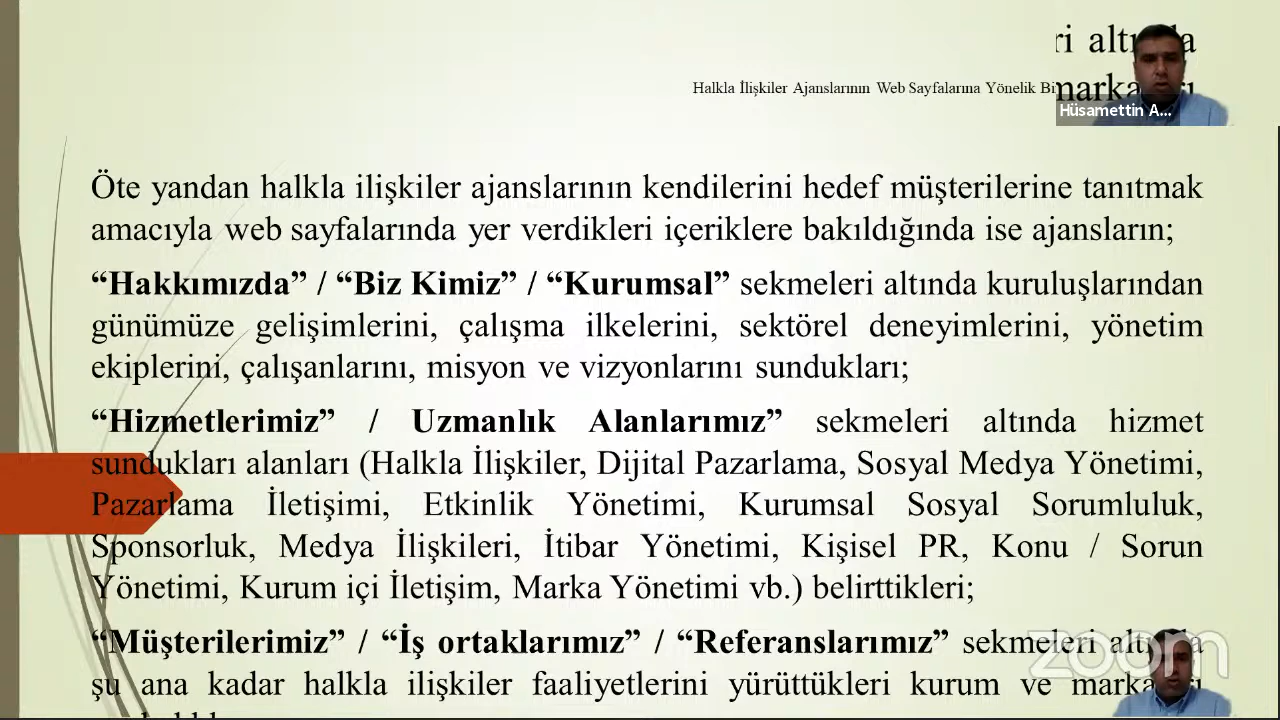 ri altında
Halkla İlişkiler Ajanslarının Web Sayfalarına Yönelik Bi
Hüsamettin A...
Öte yandan halkla ilişkiler ajanslarının kendilerini hedef müşterilerine tanıtmak
amacıyla web sayfalarında yer verdikleri içeriklere bakıldığında ise ajansların;
“Hakkımızda” / “Biz Kimiz” / “Kurumsal” sekmeleri altında kuruluşlarından
günümüze gelişimlerini, çalışma ilkelerini, sektörel deneyimlerini, yönetim
ekiplerini, çalışanlarını, misyon ve vizyonlarını sundukları;
“Hizmetlerimiz” / Uzmanlık Alanlarımız” sekmeleri altında hizmet
sundukları alanları (Halkla İlişkiler, Dijital Pazarlama, Sosyal Medya Yönetimi,
Pazarlama İletişimi, Etkinlik Yönetimi, Kurumsal Sosyal Sorumluluk,
Sponsorluk, Medya İlişkileri, İtibar Yönetimi, Kişisel PR, Konu / Sorun
Yönetimi, Kurum içi İletişim, Marka Yönetimi vb.) belirttikleri;
“Müşterilerimiz” / “İş ortaklarımız” / “Referanslarımız” sekmeleri altında
şu ana kadar halkla ilişkiler faaliyetlerini yürüttükleri kurum ve markaları
zoom